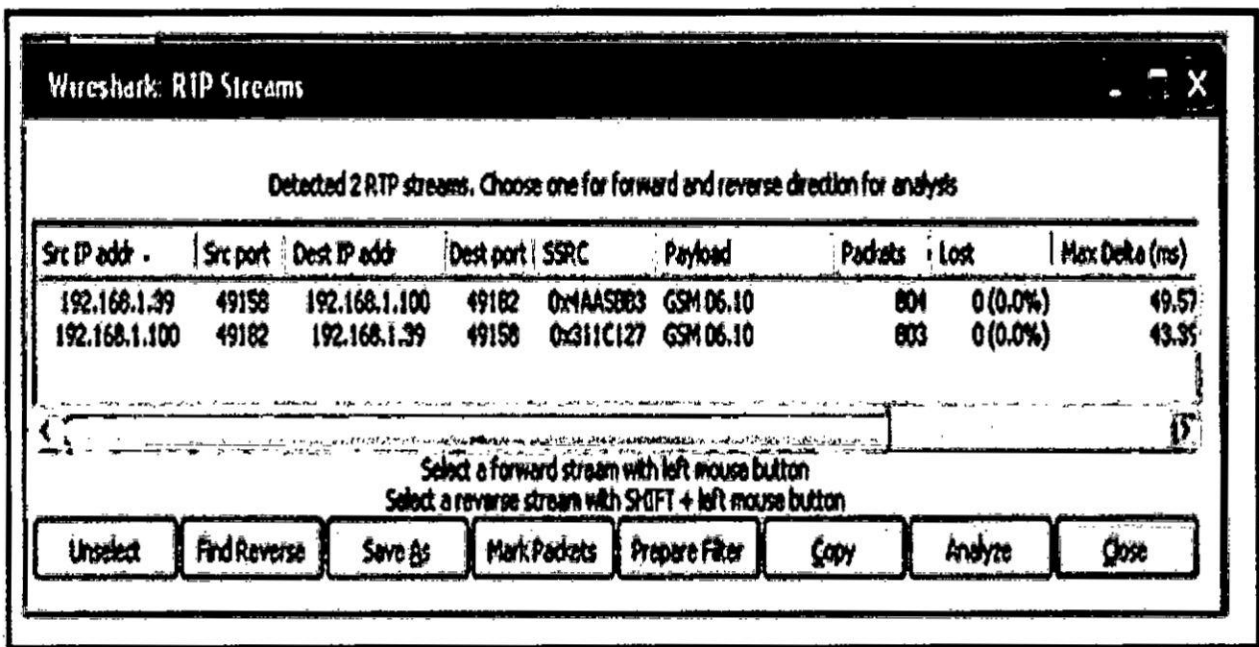 Wireshark: RTP Streams
Detected 2 RTP streams. Choose one for forward and reverse direction for analysis
Src IP addr Src port Dest IP addr Dest port SSRC Payload Packets Lost Max Delta (ms)
192.168.1.39 49158 192.168.1.100 49182 GSM 06.10 804 0 (0.0%) 49.57
192.168.1.100 49182 192.168.1.39 49158 0x311C127 GSM 06.10 803 0 (0.0%)
Select a forward stream with left mouse button
Select a reverse stream with SHIFT + left mouse button
Unselect Find Reverse Save As Mark Packets Prepare Filter Copy Analyze Close